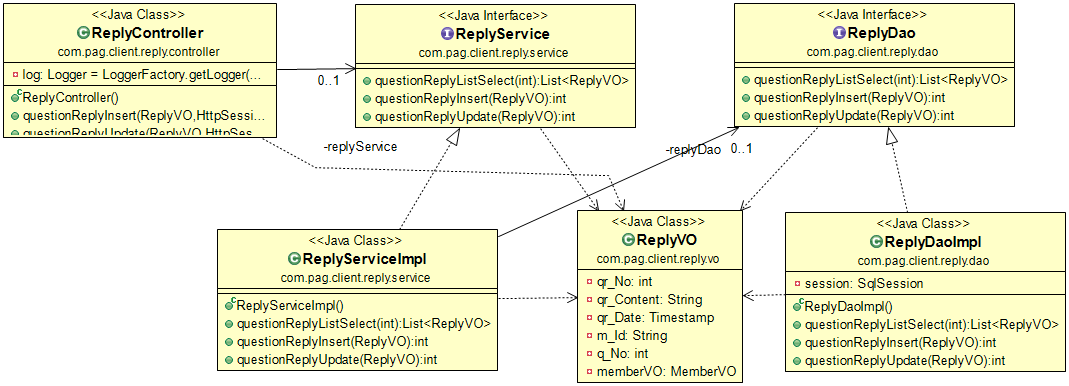 <<Java Class>>
ReplyController
com.pag.client.reply.controller
log: Logger = LoggerFactory.getLogger(...
ReplyController()
questionReplyInsert(ReplyVO,HttpSessi...
questionReplyUpdate(ReplyVO,HttpSess...
0..1
-replyService
<<Java Interface>>
ReplyService
com.pag.client.reply.service
questionReplyListSelect(int):List<ReplyVO>
questionReplyInsert(ReplyVO):int
questionReplyUpdate(ReplyVO):int
<<Java Interface>>
ReplyDao
com.pag.client.reply.dao
questionReplyListSelect(int):List<ReplyVO>
questionReplyInsert(ReplyVO):int
questionReplyUpdate(ReplyVO):int
-replyDao
0..1
<<Java Class>>
ReplyServiceImpl
com.pag.client.reply.service
ReplyServiceImpl()
questionReplyListSelect(int):List<ReplyVO>
questionReplyInsert(ReplyVO):int
questionReplyUpdate(ReplyVO):int
<<Java Class>>
ReplyVO
com.pag.client.reply.vo
qr_No: int
qr_Content: String
qr_Date: Timestamp
m_Id: String
q_No: int
memberVO: MemberVO
<<Java Class>>
ReplyDaoImpl
com.pag.client.reply.dao
session: SqlSession
ReplyDaoImpl()
questionReplyListSelect(int):List<ReplyVO>
questionReplyInsert(ReplyVO):int
questionReplyUpdate(ReplyVO):int